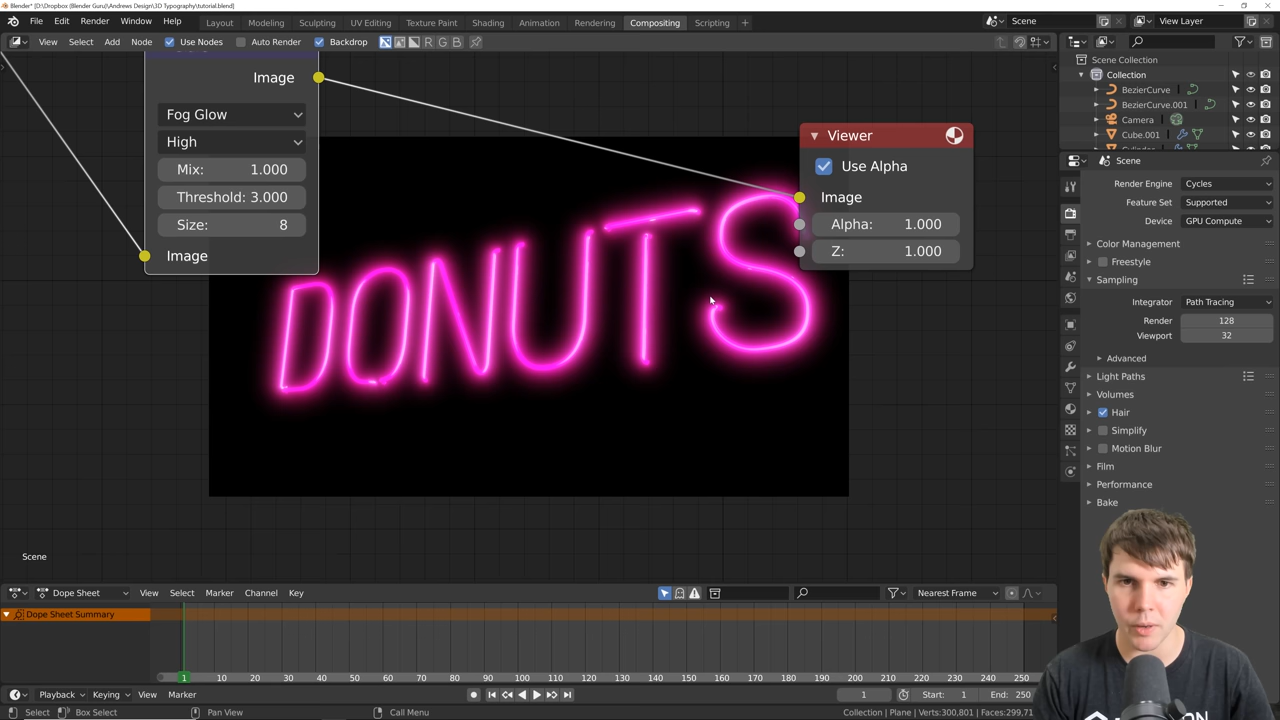 Blender* [D:\Dropbox (Blender Guru)\Andrews Design\3D Typography\tutorial.blend]
File Edit Render Window Help Layout Modeling Sculpting UV Editing Texture Paint Shading Animation Rendering Compositing Scripting + Scene View Layer
View Select Add Node Use Nodes Auto Render Backdrop R G B
Scene Collection
Collection
BezierCurve
BezierCurve.001
Camera
Cube.001
Image
Fog Glow
High
Mix: 1.000
Threshold: 3.000
Size: 8
Image
Viewer
Use Alpha
Image
Alpha: 1.000
Z: 1.000
DONUTS
Scene
Scene
Render Engine Cycles
Feature Set Supported
Device GPU Compute
Color Management
Freestyle
Sampling
Integrator Path Tracing
Render 128
Viewport 32
Advanced
Light Paths
Volumes
Hair
Simplify
Motion Blur
Film
Performance
Bake
Dope Sheet View Select Marker Channel Key Nearest Frame
Dope Sheet Summary
1 10 20 30 40 50 60 70 80 90 100 110 120 130 140 150 160 170 180 190 200 210 220 230 240 250
Playback Keying View Marker 1 Start: 1 End: 250
Select Box Select Pan View Call Menu Collection | Plane | Verts:300,801 | Faces:299,71